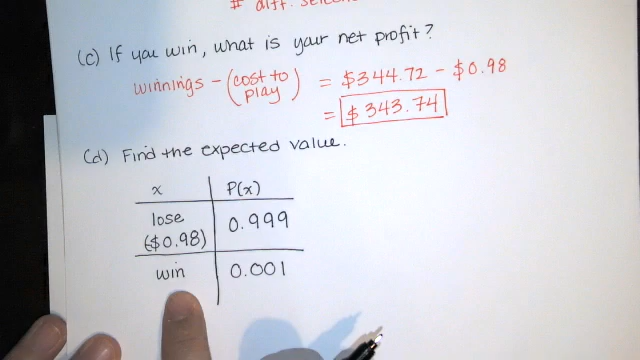 # diff.
(c) If you win, what is your net profit?
winnings - (cost to play) = $344.72 - $0.98
= $343.74
(d) Find the expected value.
x P(x)
lose ($0.98) 0.999
win 0.001